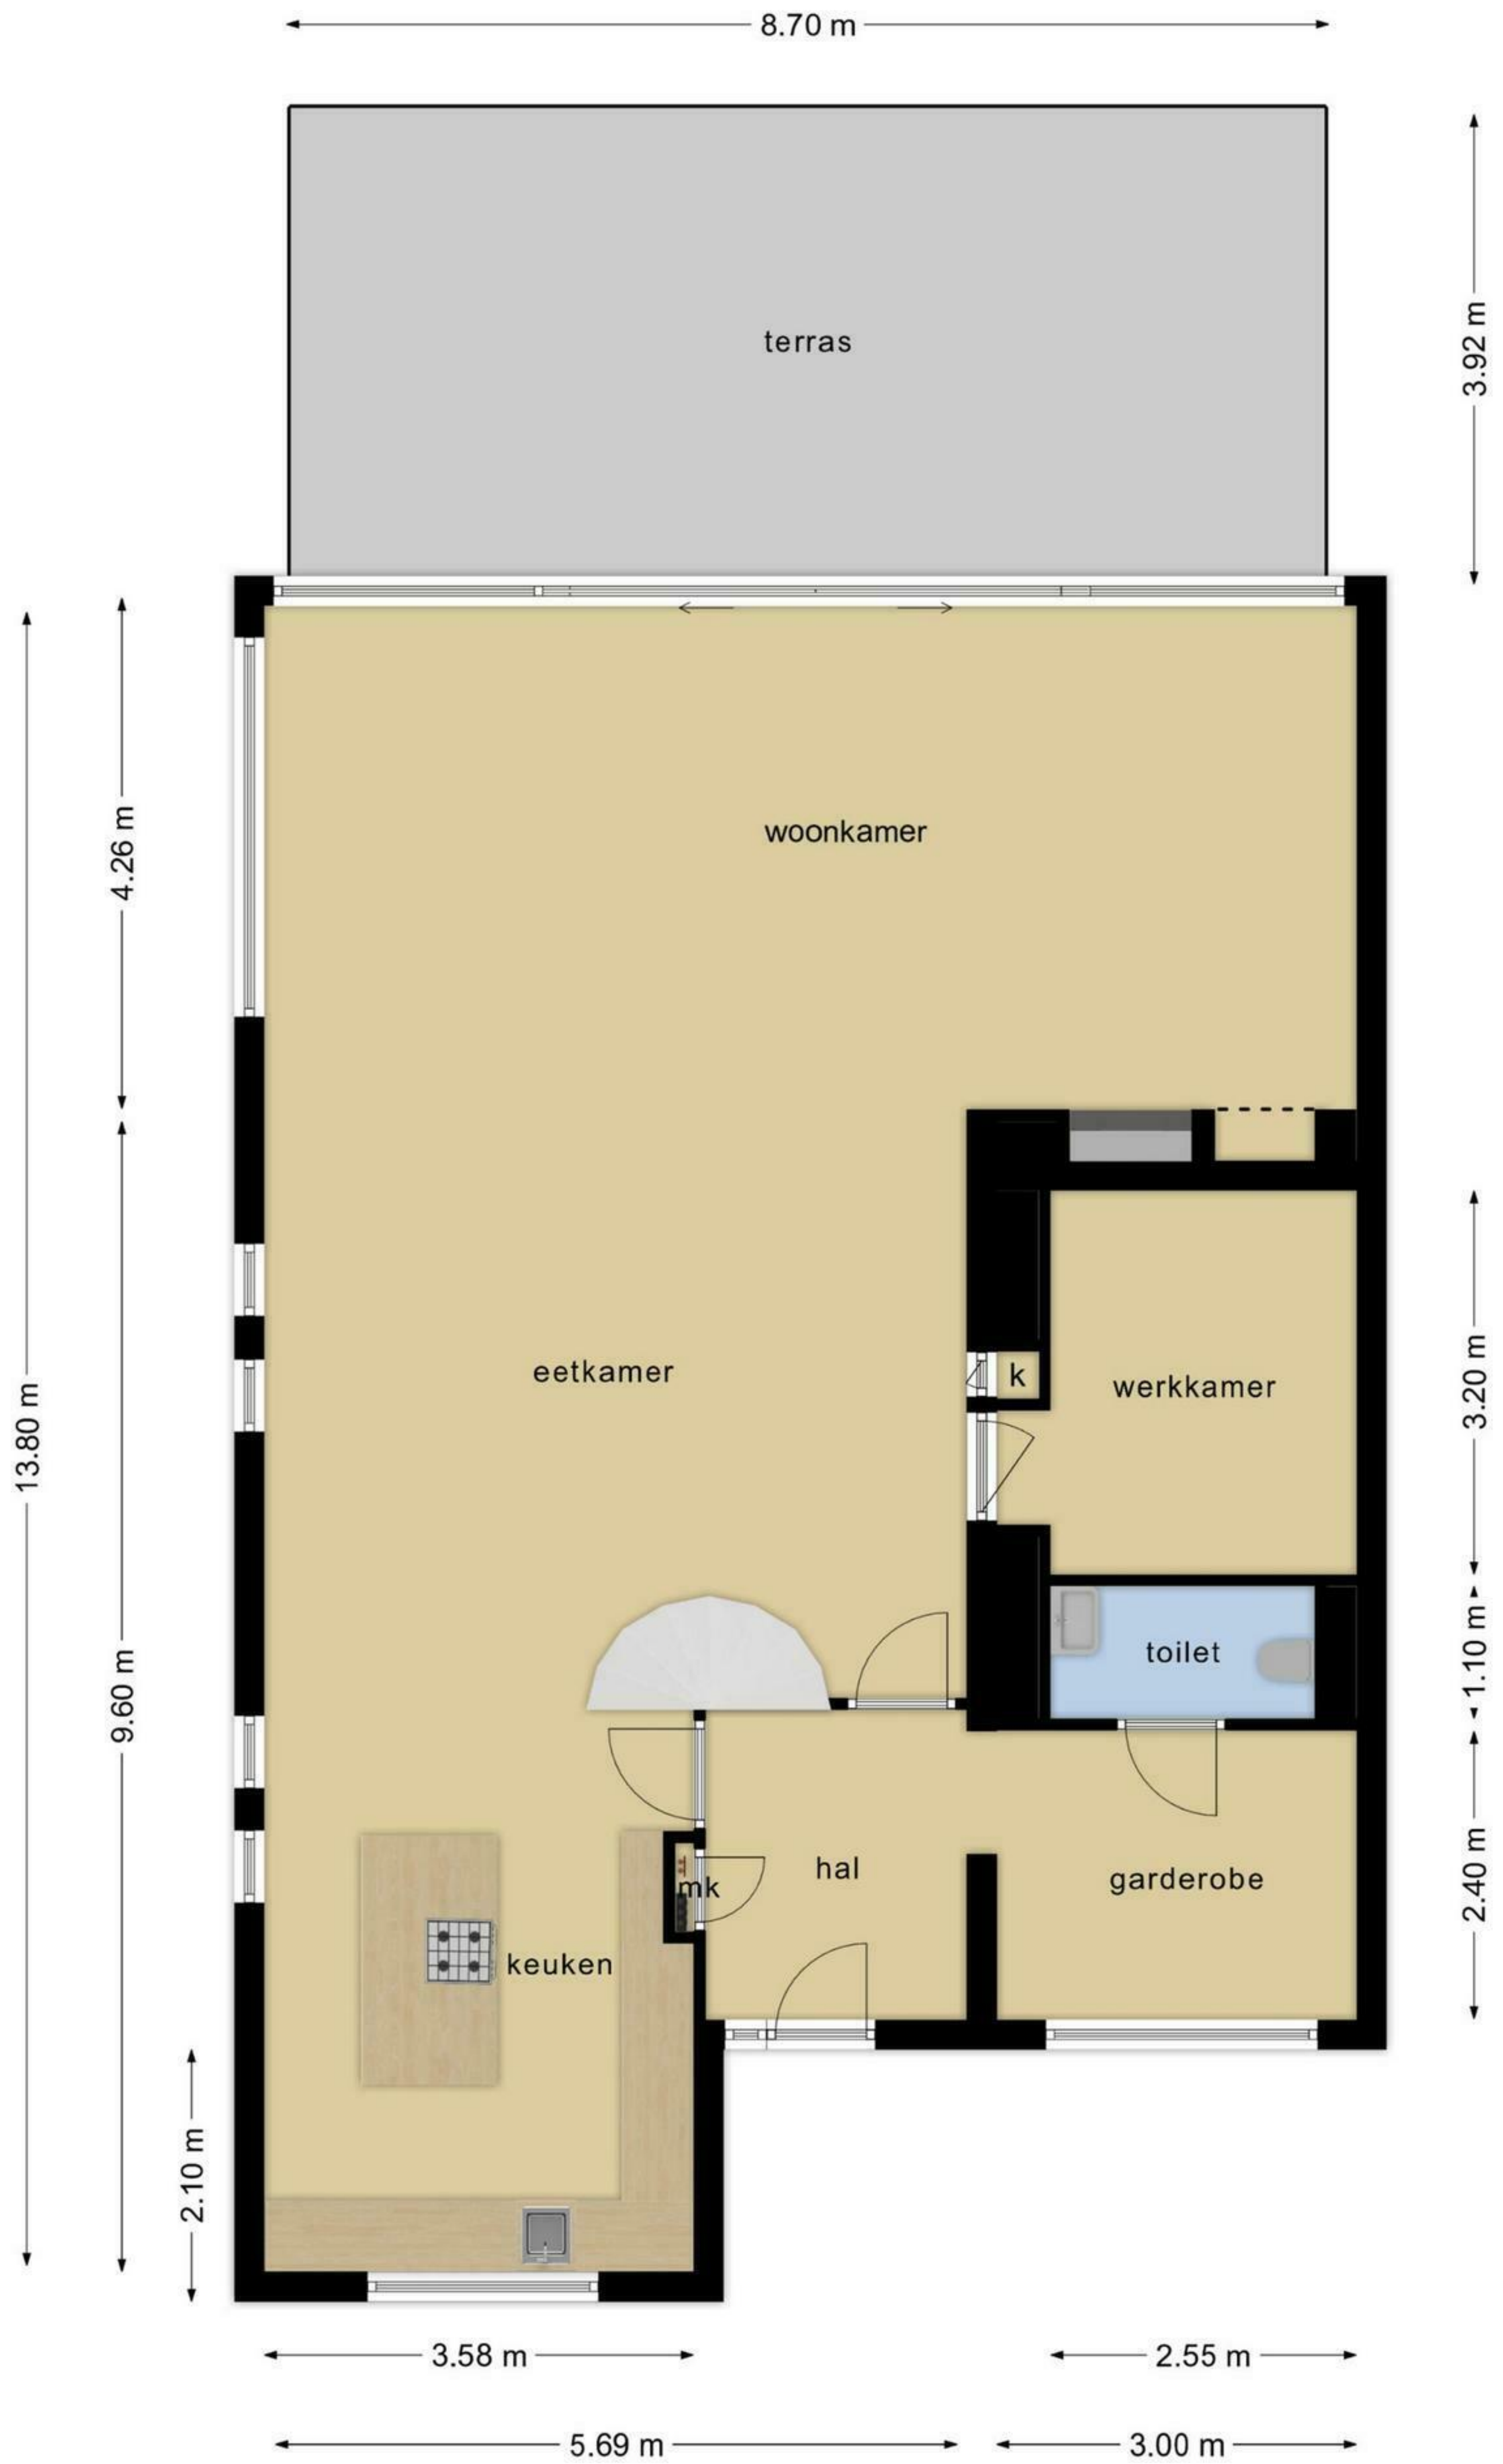 8.70 m
terras
3.92 m
woonkamer
4.26 m
eetkamer
k
werkkamer
13.80 m
3.20 m
toilet
1.10 m
9.60 m
hal
garderobe
mk
2.40 m
keuken
2.10 m
3.58 m
2.55 m
5.69 m
3.00 m